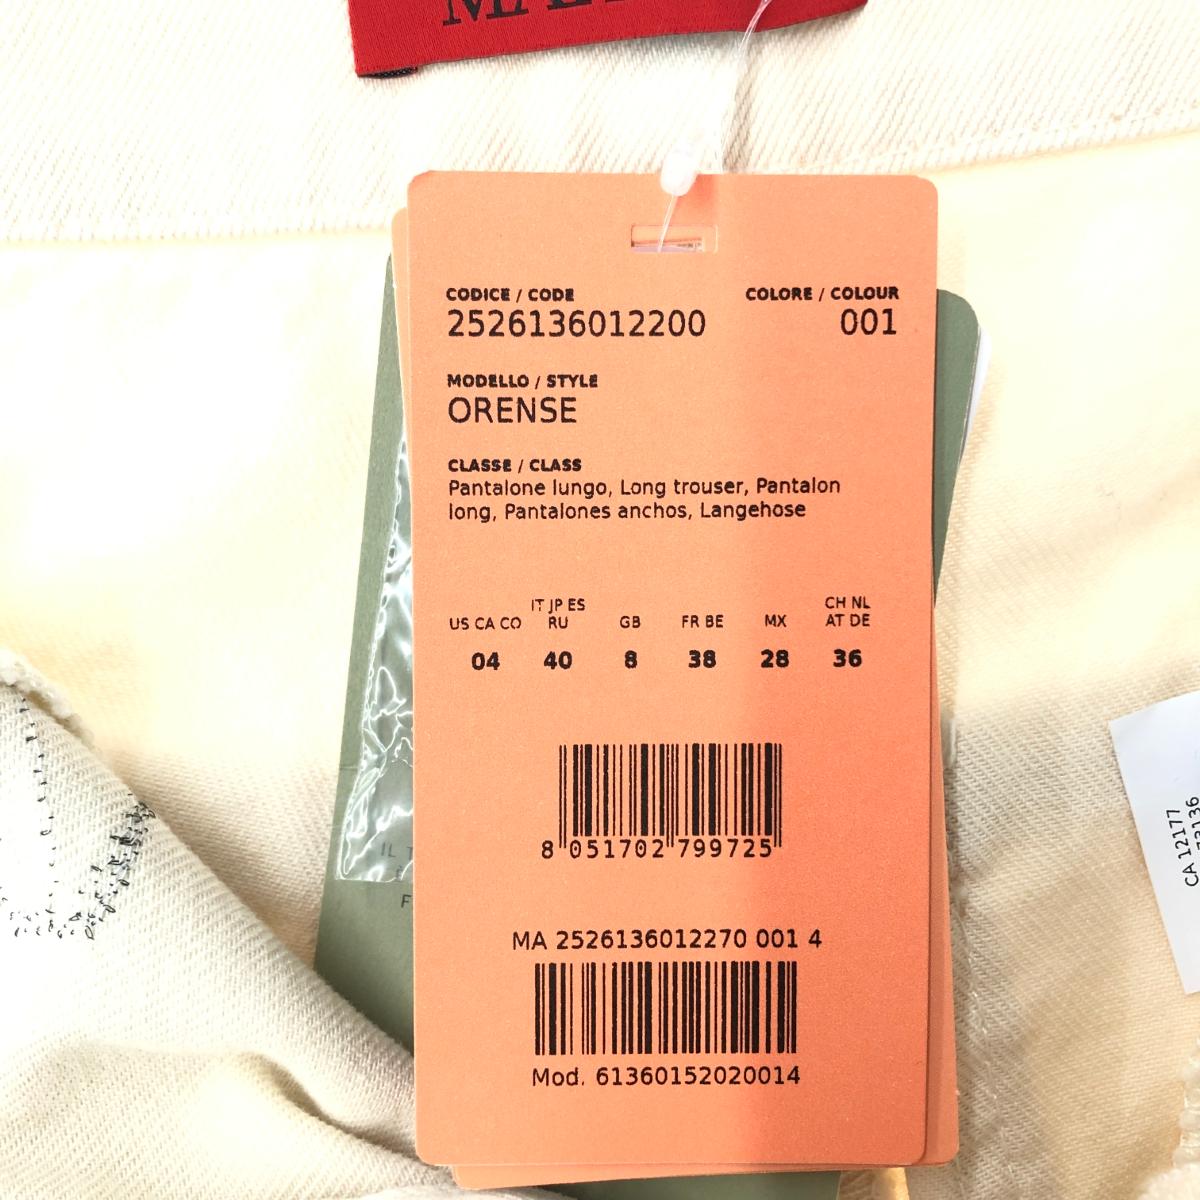 CODICE / CODE
2526136012200
COLORE / COLOUR
001
MODELLO / STYLE
ORENSE
CLASSE / CLASS
Pantalone lungo, Long trouser, Pantalon
long, Pantalones anchos, Langehose
US CA CO IT JP ES RU GB FR BE MX CH NL AT DE
04 40 8 38 28 36
8 051702 799725
MA 2526136012270 001 4
Mod. 61360152020014
IL
CA 12177